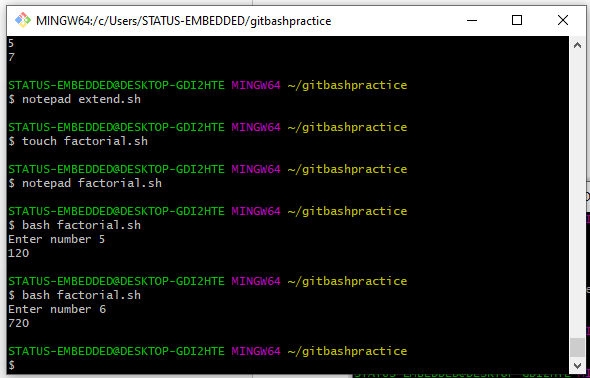 MINGW64:/c/Users/STATUS-EMBEDDED/gitbashpractice
5
7
STATUS-EMBEDDED@DESKTOP-GDI2HTE MINGW64 ~/gitbashpractice
$ notepad extend.sh
STATUS-EMBEDDED@DESKTOP-GDI2HTE MINGW64 ~/gitbashpractice
$ touch factorial.sh
STATUS-EMBEDDED@DESKTOP-GDI2HTE MINGW64 ~/gitbashpractice
$ notepad factorial.sh
STATUS-EMBEDDED@DESKTOP-GDI2HTE MINGW64 ~/gitbashpractice
$ bash factorial.sh
Enter number 5
120
STATUS-EMBEDDED@DESKTOP-GDI2HTE MINGW64 ~/gitbashpractice
$ bash factorial.sh
Enter number 6
720
STATUS-EMBEDDED@DESKTOP-GDI2HTE MINGW64 ~/gitbashpractice
$